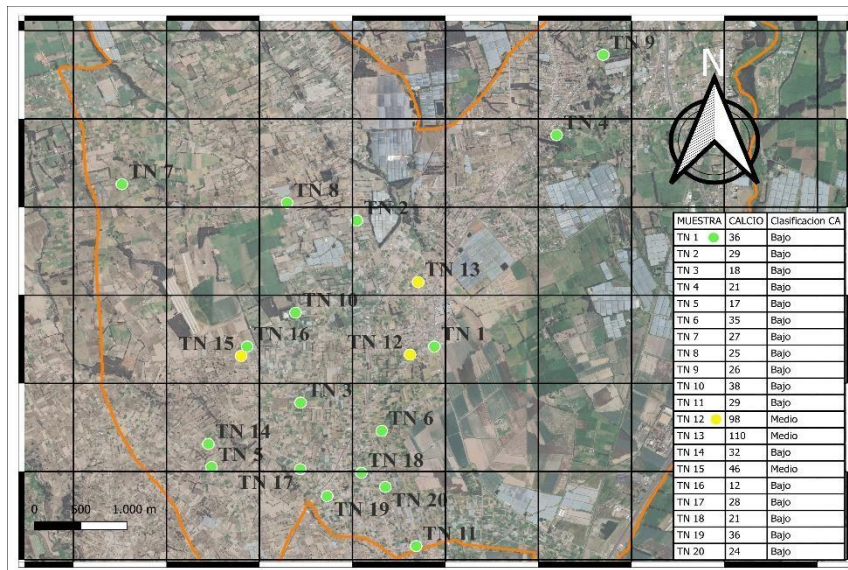 TN 9
N
TN 4
TN 7
TN 8
TN 2
TN 13
TN 10
TN 16
TN 15
TN 12
TN 1
TN 3
TN 6
TN 14
TN 5
TN 18
TN 17
TN 20
TN 19
TN 11
0 500 1.000 m
MUESTRA CALCIO Clasificacion CA
TN 1 36 Bajo
TN 2 29 Bajo
TN 3 18 Bajo
TN 4 21 Bajo
TN 5 17 Bajo
TN 6 35 Bajo
TN 7 27 Bajo
TN 8 25 Bajo
TN 9 26 Bajo
TN 10 38 Bajo
TN 11 29 Bajo
TN 12 98 Medio
TN 13 110 Medio
TN 14 32 Bajo
TN 15 46 Medio
TN 16 12 Bajo
TN 17 28 Bajo
TN 18 21 Bajo
TN 19 36 Bajo
TN 20 24 Bajo